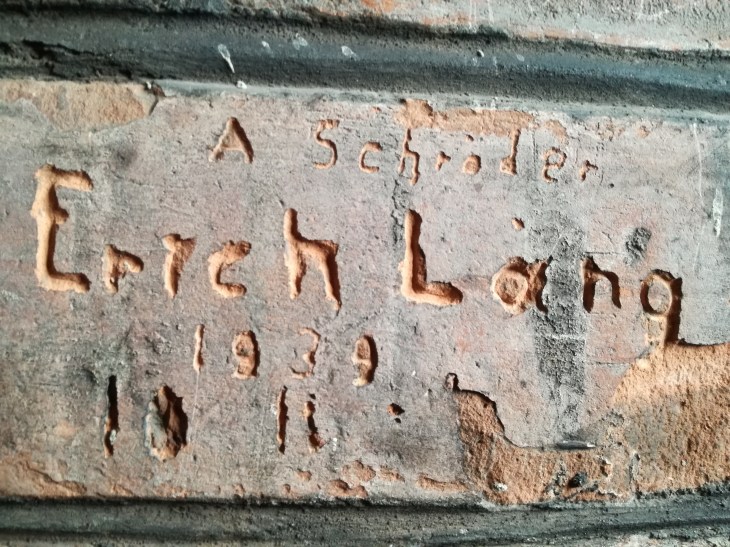 A Schröder
Erich Lang
1939
10 11.